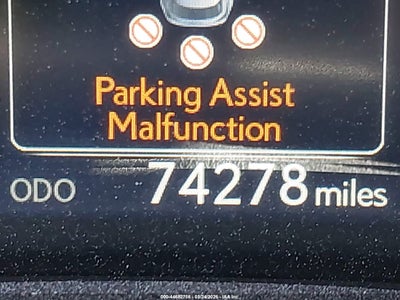 Parking Assist
Malfunction
ODO 74278 miles